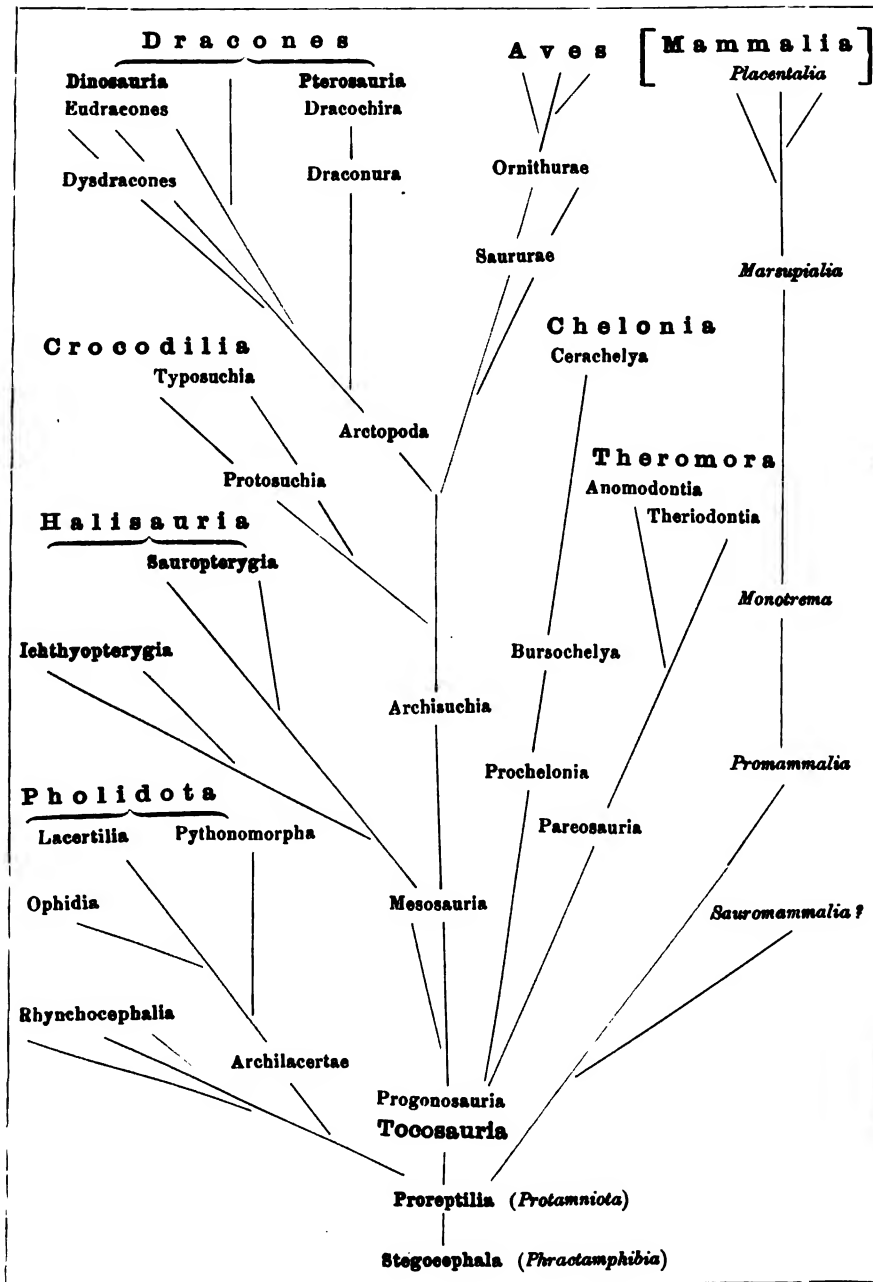 Dracones
Aves
[Mammalia]
Placentalia
Dinosauria
Pterosauria
Eudracones
Dracochira
Dysdracones
Draconura
Ornithurae
Saururae
Marsupialia
Chelonia
Cerachelya
Crocodilia
Typosuchia
Arctopoda
Theromora
Anomodontia
Theriodontia
Protosuchia
Halisauria
Sauropterygia
Monotrema
Ichthyopterygia
Bursochelya
Archisuchia
Prochelonia
Promammalia
Pholidota
Lacertilia
Pythonomorpha
Pareosauria
Ophidia
Mesosauria
Sauromammalia?
Rhynchocephalia
Archilacertae
Progonosauria
Tocosauria
Proreptilia (Protamniota)
Stegocephala (Phractamphibia)